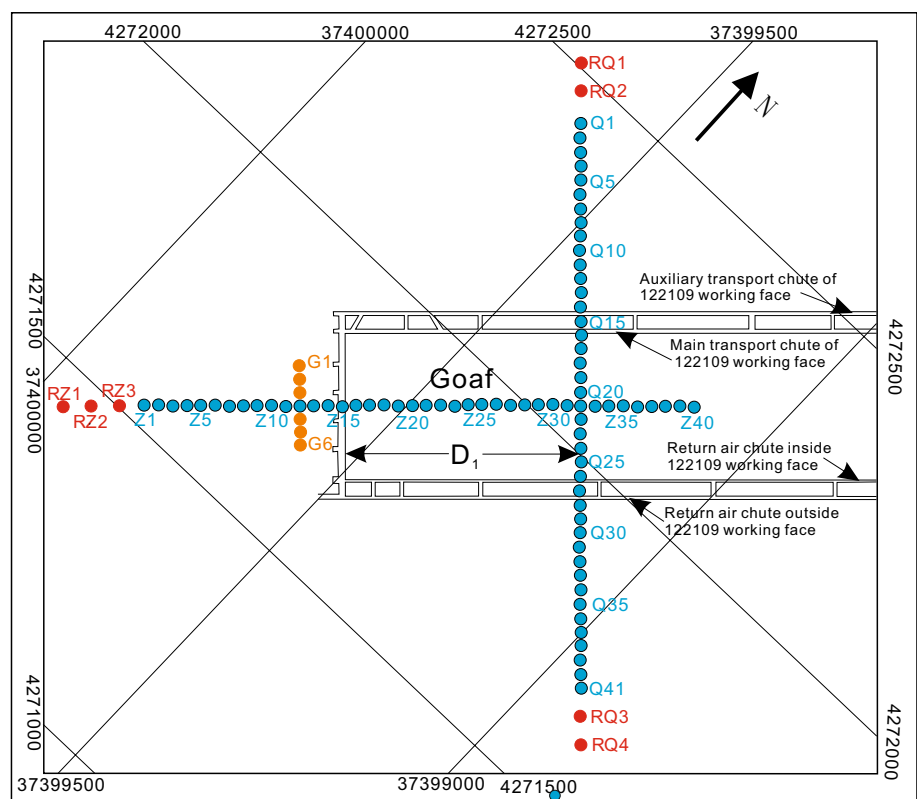 4272000
37400000
4272500
37399500
RQ1
RQ2
N
Q1
Q5
Q10
4271500
37400000
Auxiliary transport chute of
122109 working face
Q15
Main transport chute of
122109 working face
4272500
G1
Goaf
RZ1
RZ2
RZ3
Z1
Z5
Z10
Z15
Z20
Z25
Z30
Q20
Z35
Z40
G6
D1
Q25
Return air chute inside
122109 working face
Return air chute outside
122109 working face
Q30
Q35
Q41
RQ3
RQ4
4271000
4272000
37399500
37399000
4271500